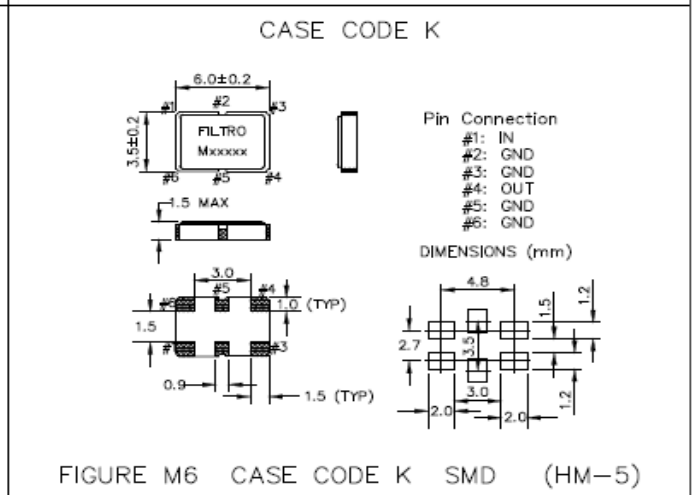 CASE CODE K
6.0±0.2
#1
#2
#3
3.5±0.2
FILTRO
Mxxxxx
#6
#5
#4
1.5 MAX
Pin Connection
#1: IN
#2: GND
#3: GND
#4: OUT
#5: GND
#6: GND
DIMENSIONS (mm)
3.0
#5
#4
#6
1.0 (TYP)
1.5
#3
0.9
1.5 (TYP)
4.8
1.5
1.2
2.7
3.5
3.0
2.0
2.0
1.2
FIGURE M6 CASE CODE K SMD (HM-5)